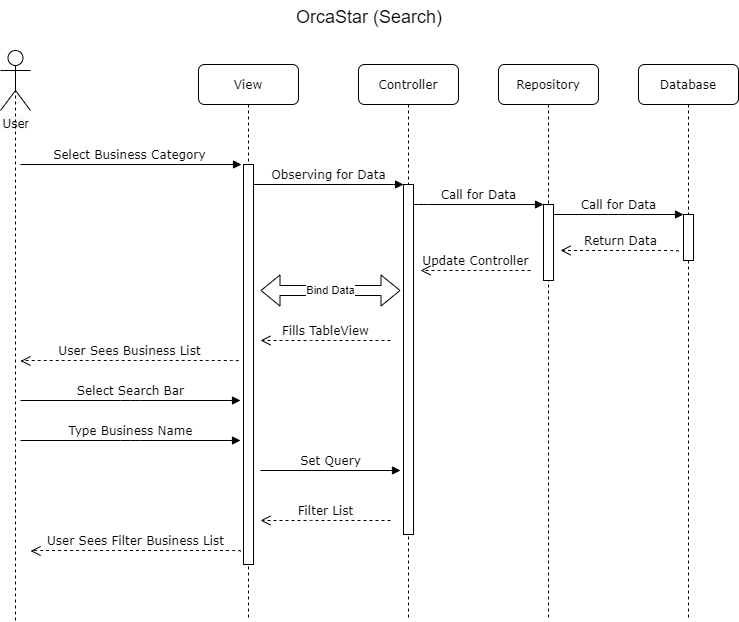 OrcaStar (Search)
View
Controller
Repository
Database
User
Select Business Category
Observing for Data
Call for Data
Call for Data
Return Data
Update Controller
Bind Data
Fills TableView
User Sees Business List
Select Search Bar
Type Business Name
Set Query
Filter List
User Sees Filter Business List